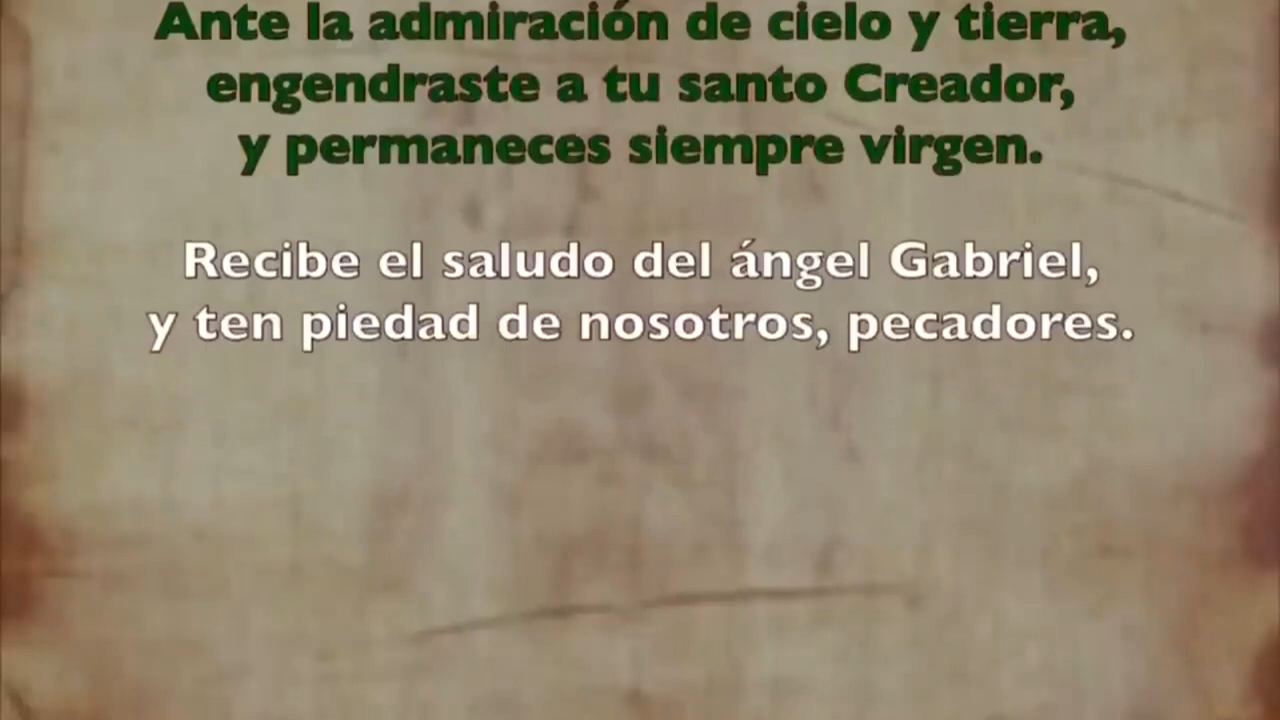 Ante la admiración de cielo y tierra,
engendraste a tu santo Creador,
y permaneces siempre virgen.
Recibe el saludo del ángel Gabriel,
y ten piedad de nosotros, pecadores.